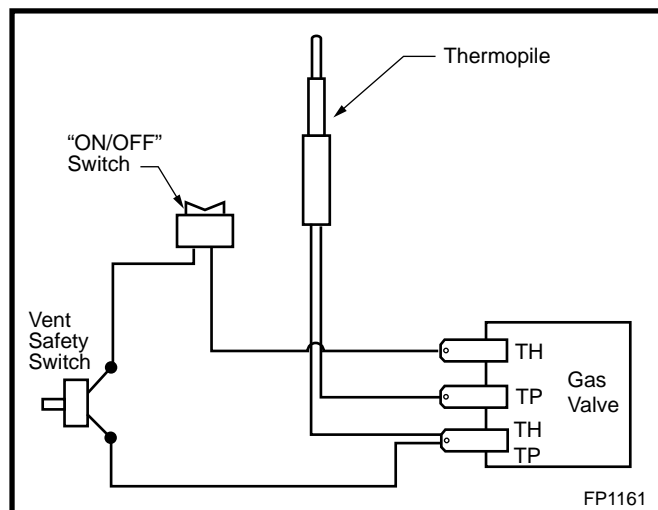 Thermopile
“ON/OFF”
Switch
Vent
Safety
Switch
TH
TP
Gas
Valve
TH
TP
FP1161